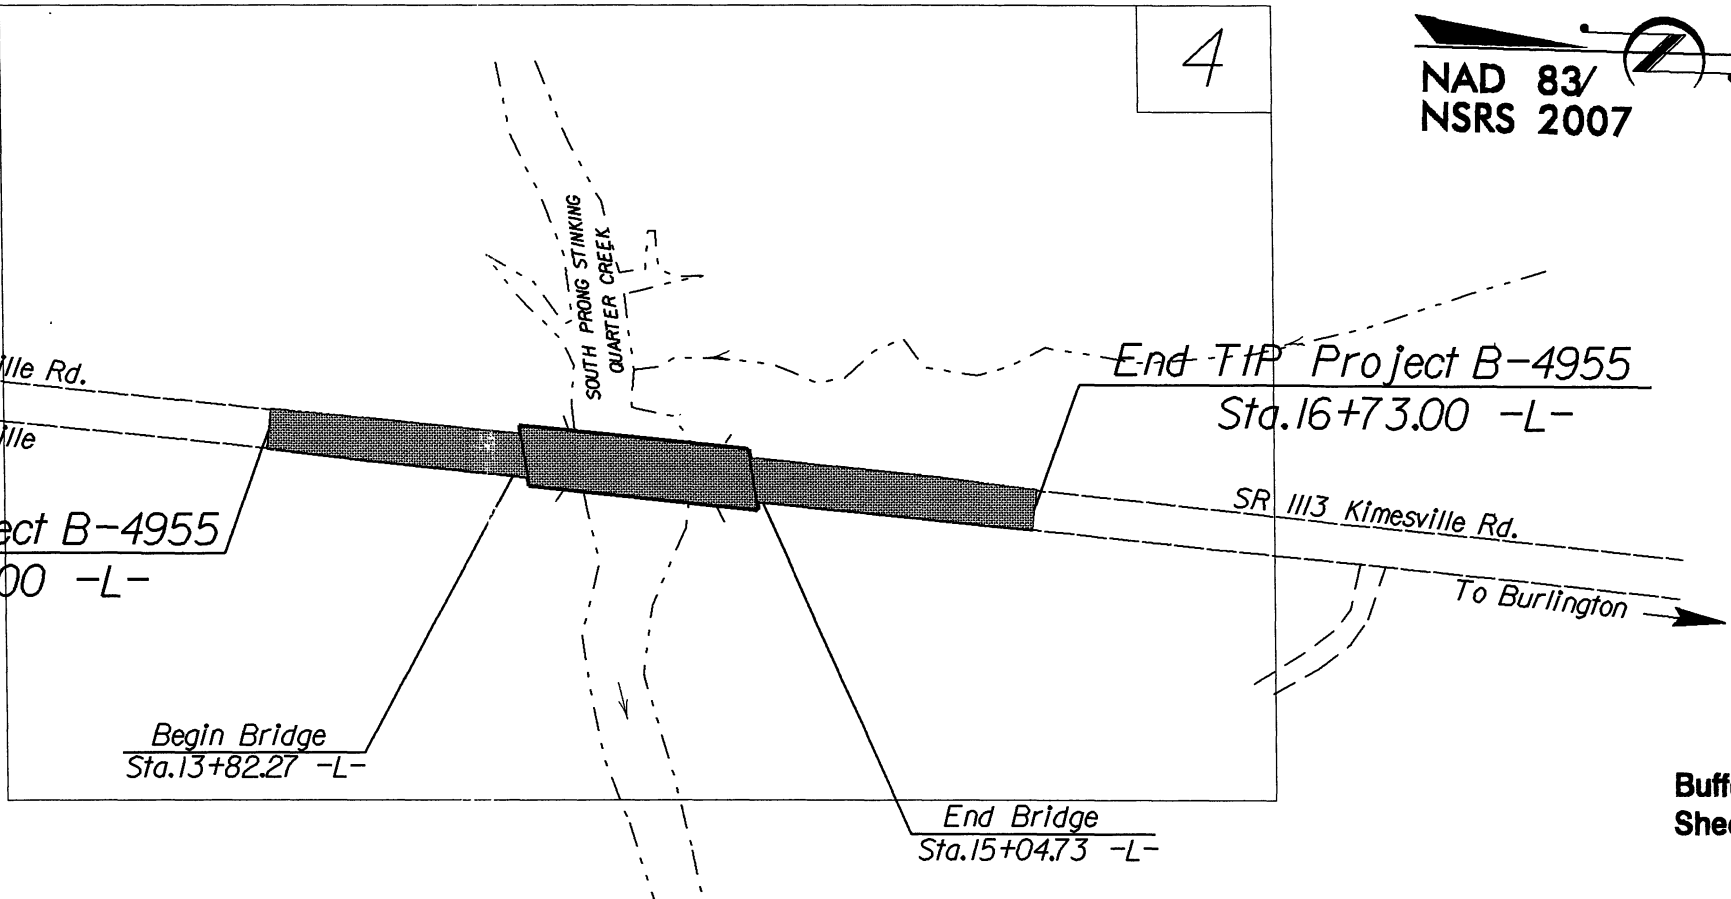 4
NAD 83/
NSRS 2007
SOUTH PRONG STINKING
QUARTER CREEK
ille Rd.
ille
End TIP Project B-4955
Sta.16+73.00 -L-
SR 1113 Kimesville Rd.
To Burlington
ect B-4955
00 -L-
Begin Bridge
Sta.13+82.27 -L-
End Bridge
Sta.15+04.73 -L-
Buff
Shee